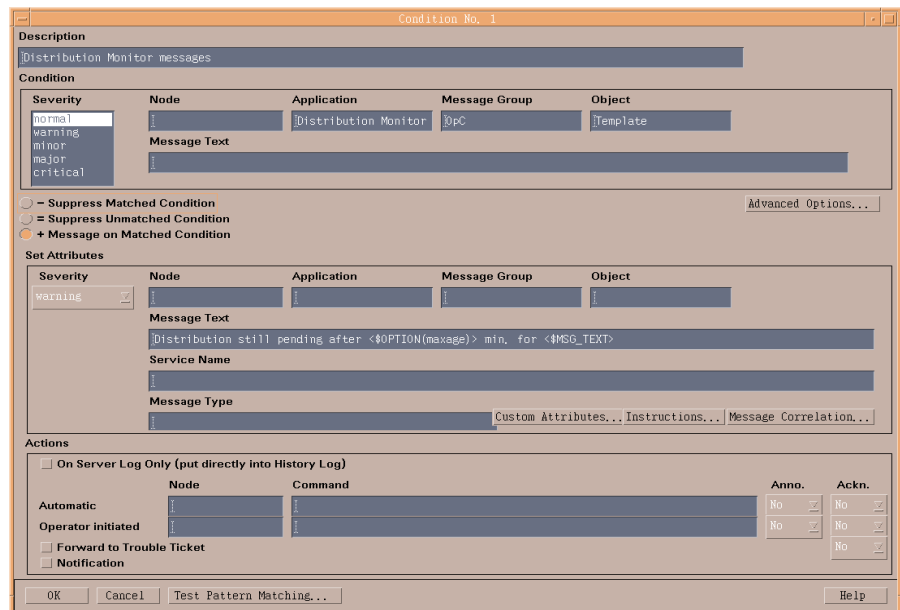 Condition No. 1
Description
Distribution Monitor messages
Condition
Severity Node Application Message Group Object
normal Distribution Monitor OpC Template
warning
minor
major
critical
Message Text
- Suppress Matched Condition
= Suppress Unmatched Condition
+ Message on Matched Condition
Advanced Options...
Set Attributes
Severity Node Application Message Group Object
warning
Message Text
Distribution still pending after <$OPTION(maxage)> min. for <$MSG_TEXT>
Service Name
Message Type
Custom Attributes... Instructions... Message Correlation...
Actions
On Server Log Only (put directly into History Log)
Node Command Anno. Ackn.
Automatic No No
Operator initiated No No
Forward to Trouble Ticket No
Notification
OK Cancel Test Pattern Matching... Help